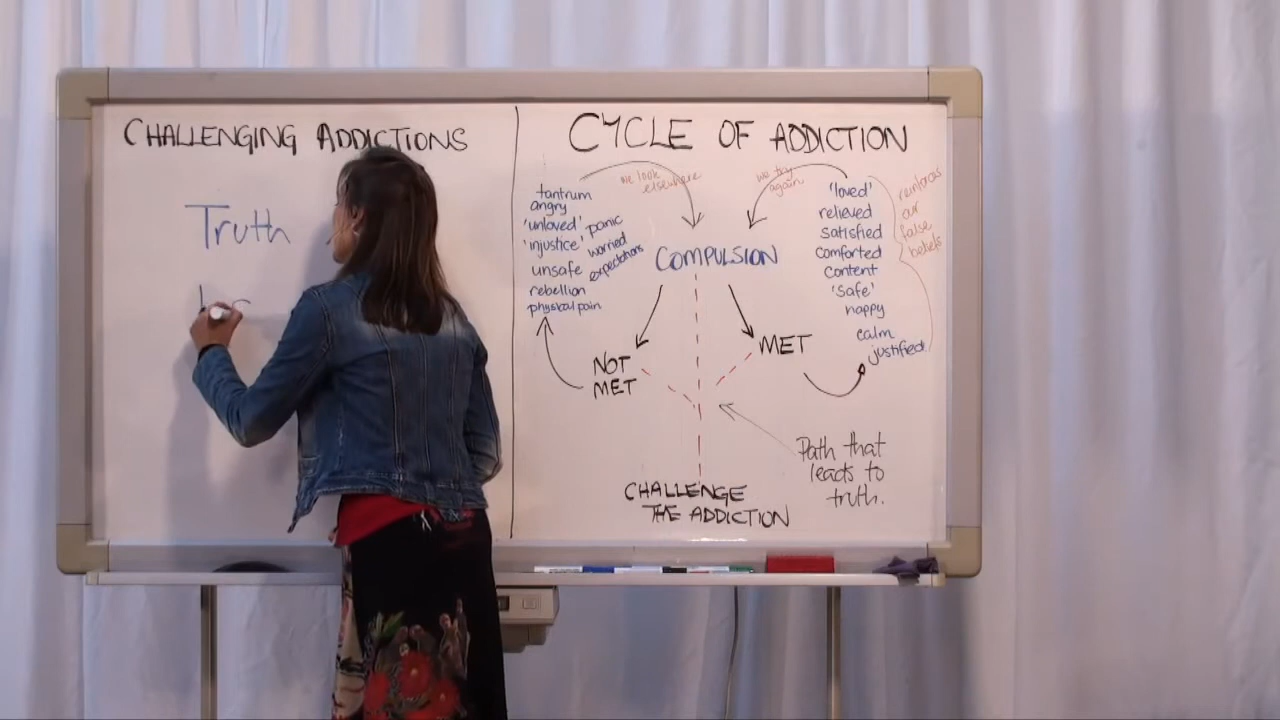 CHALLENGING ADDICTIONS
Truth
CYCLE OF ADDICTION
we look
elsewhere
we try
again
tantrum
angry
'unloved' panic
'injustice' worried
unsafe expectations
rebellion
physical pain
COMPULSION
'loved'
relieved
satisfied
comforted
content
'safe'
happy
calm
justified
reinforces
our
false
beliefs
NOT
MET
MET
Path that
leads to
truth.
CHALLENGE
THE ADDICTION